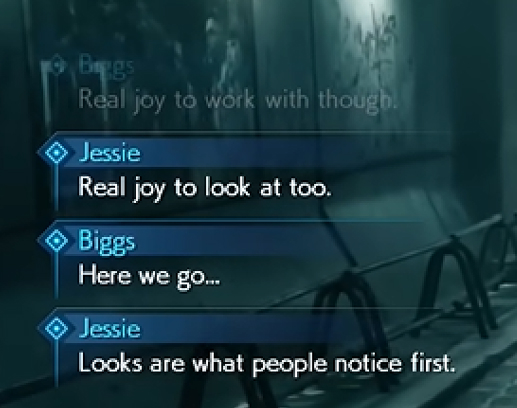 Biggs
Real joy to work with though.
Jessie
Real joy to look at too.
Biggs
Here we go...
Jessie
Looks are what people notice first.